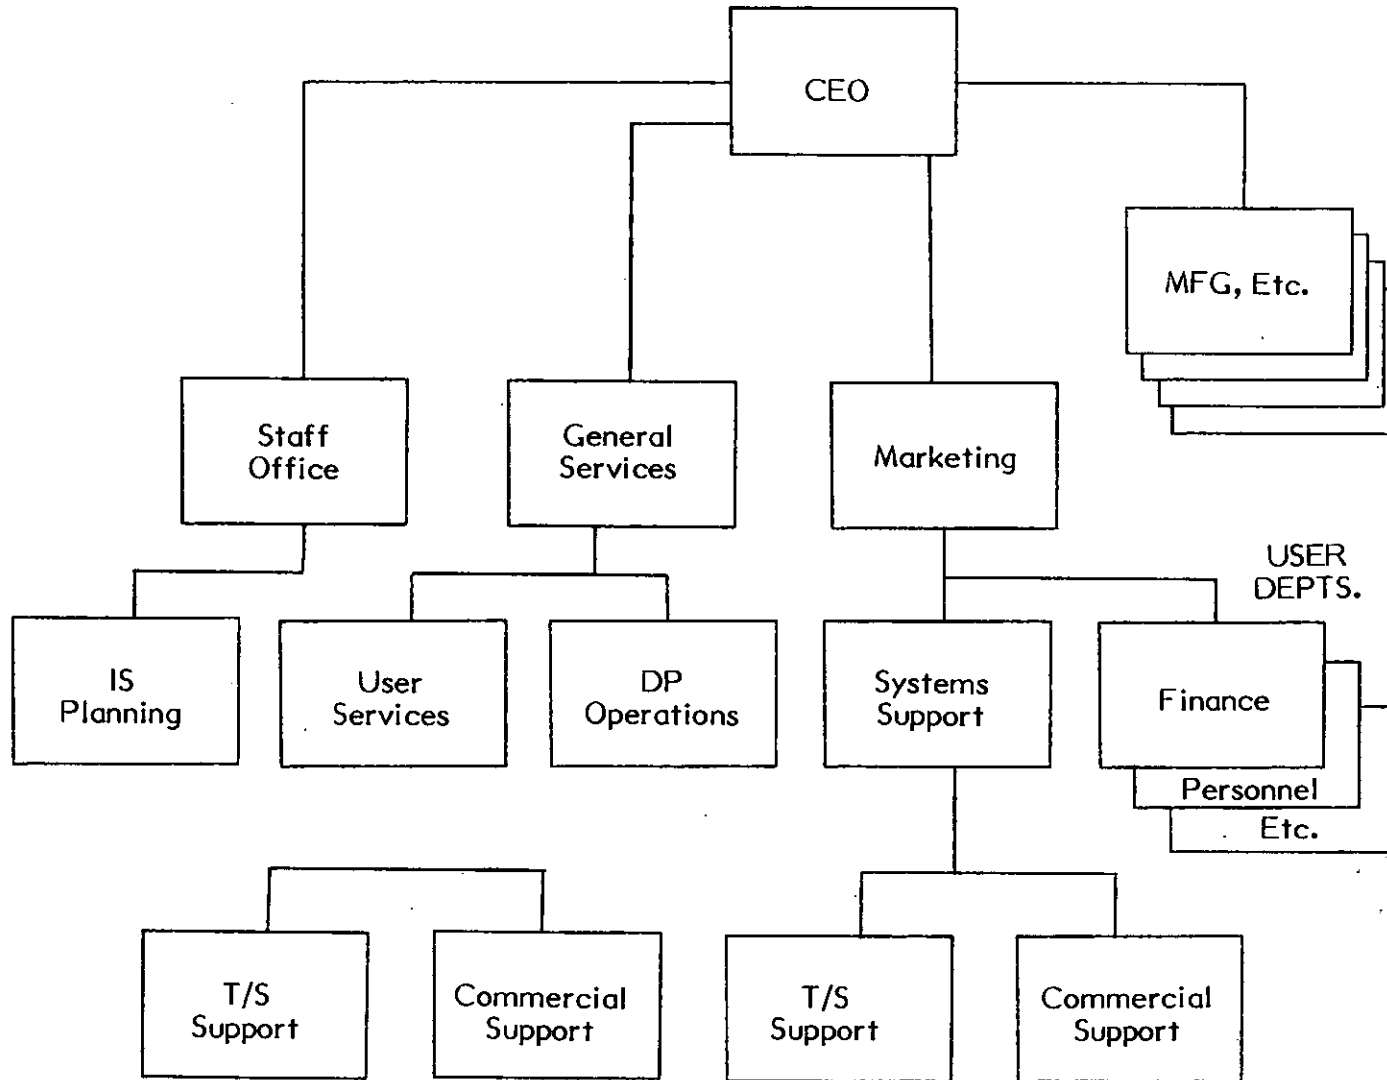 CEO
MFG, Etc.
Staff
Office
General
Services
Marketing
USER
DEPTS.
IS
Planning
User
Services
DP
Operations
Systems
Support
Finance
Personnel
Etc.
T/S
Support
Commercial
Support
T/S
Support
Commercial
Support